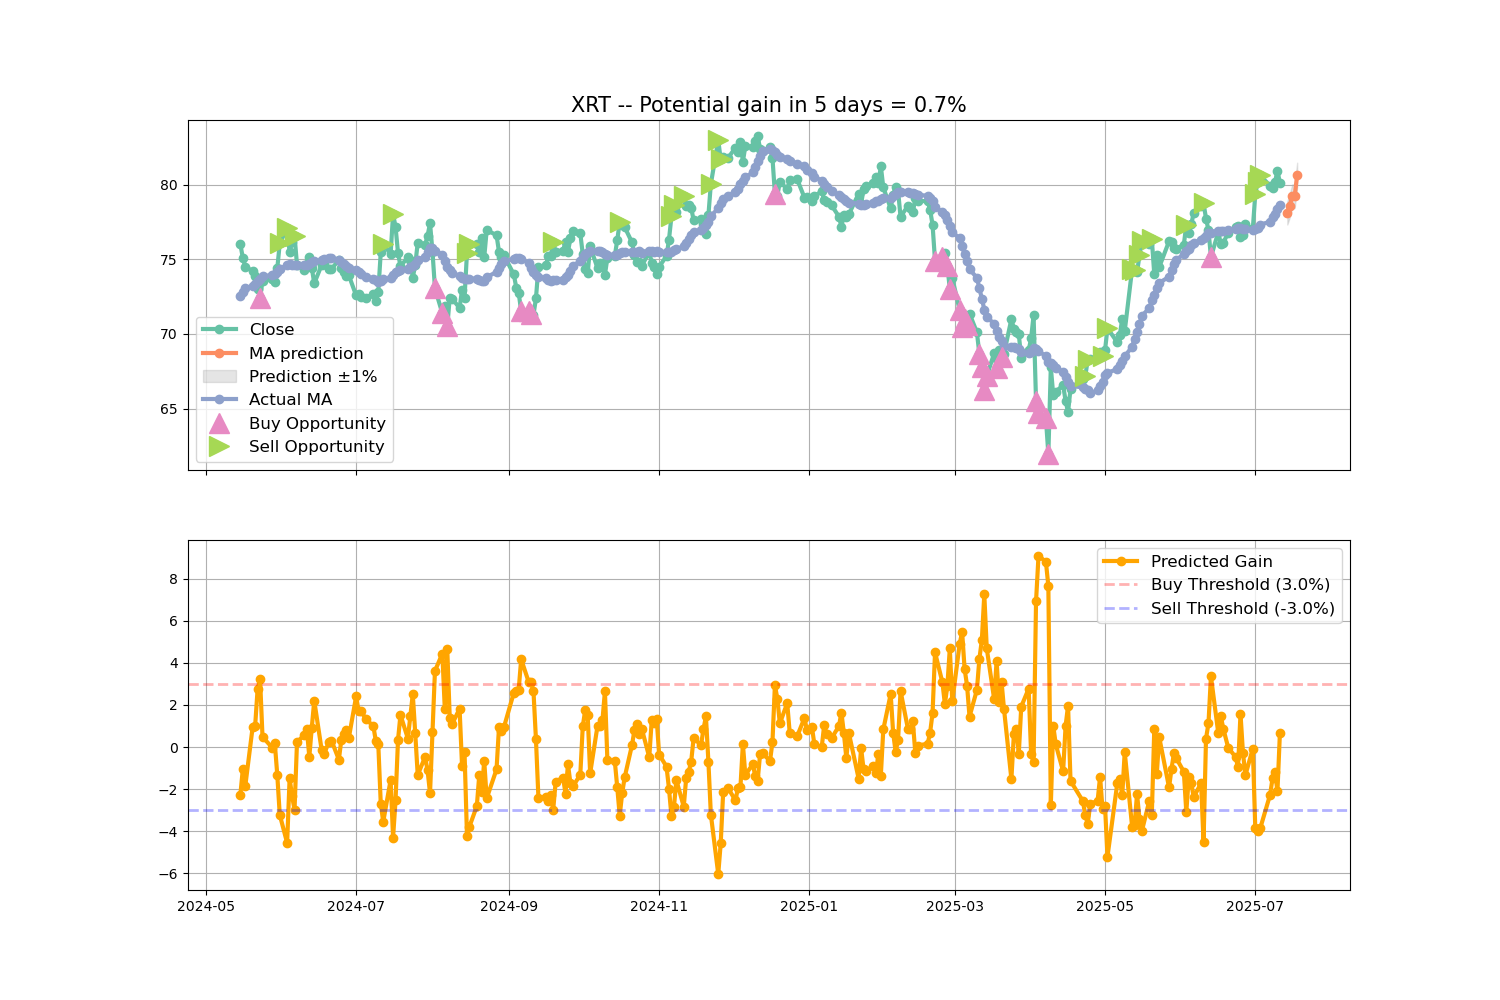 XRT -- Potential gain in 5 days = 0.7%
80
75
70
65
Close
MA prediction
Prediction ±1%
Actual MA
Buy Opportunity
Sell Opportunity
8
6
4
2
0
−2
−4
−6
Predicted Gain
Buy Threshold (3.0%)
Sell Threshold (-3.0%)
2024-05 2024-07 2024-09 2024-11 2025-01 2025-03 2025-05 2025-07